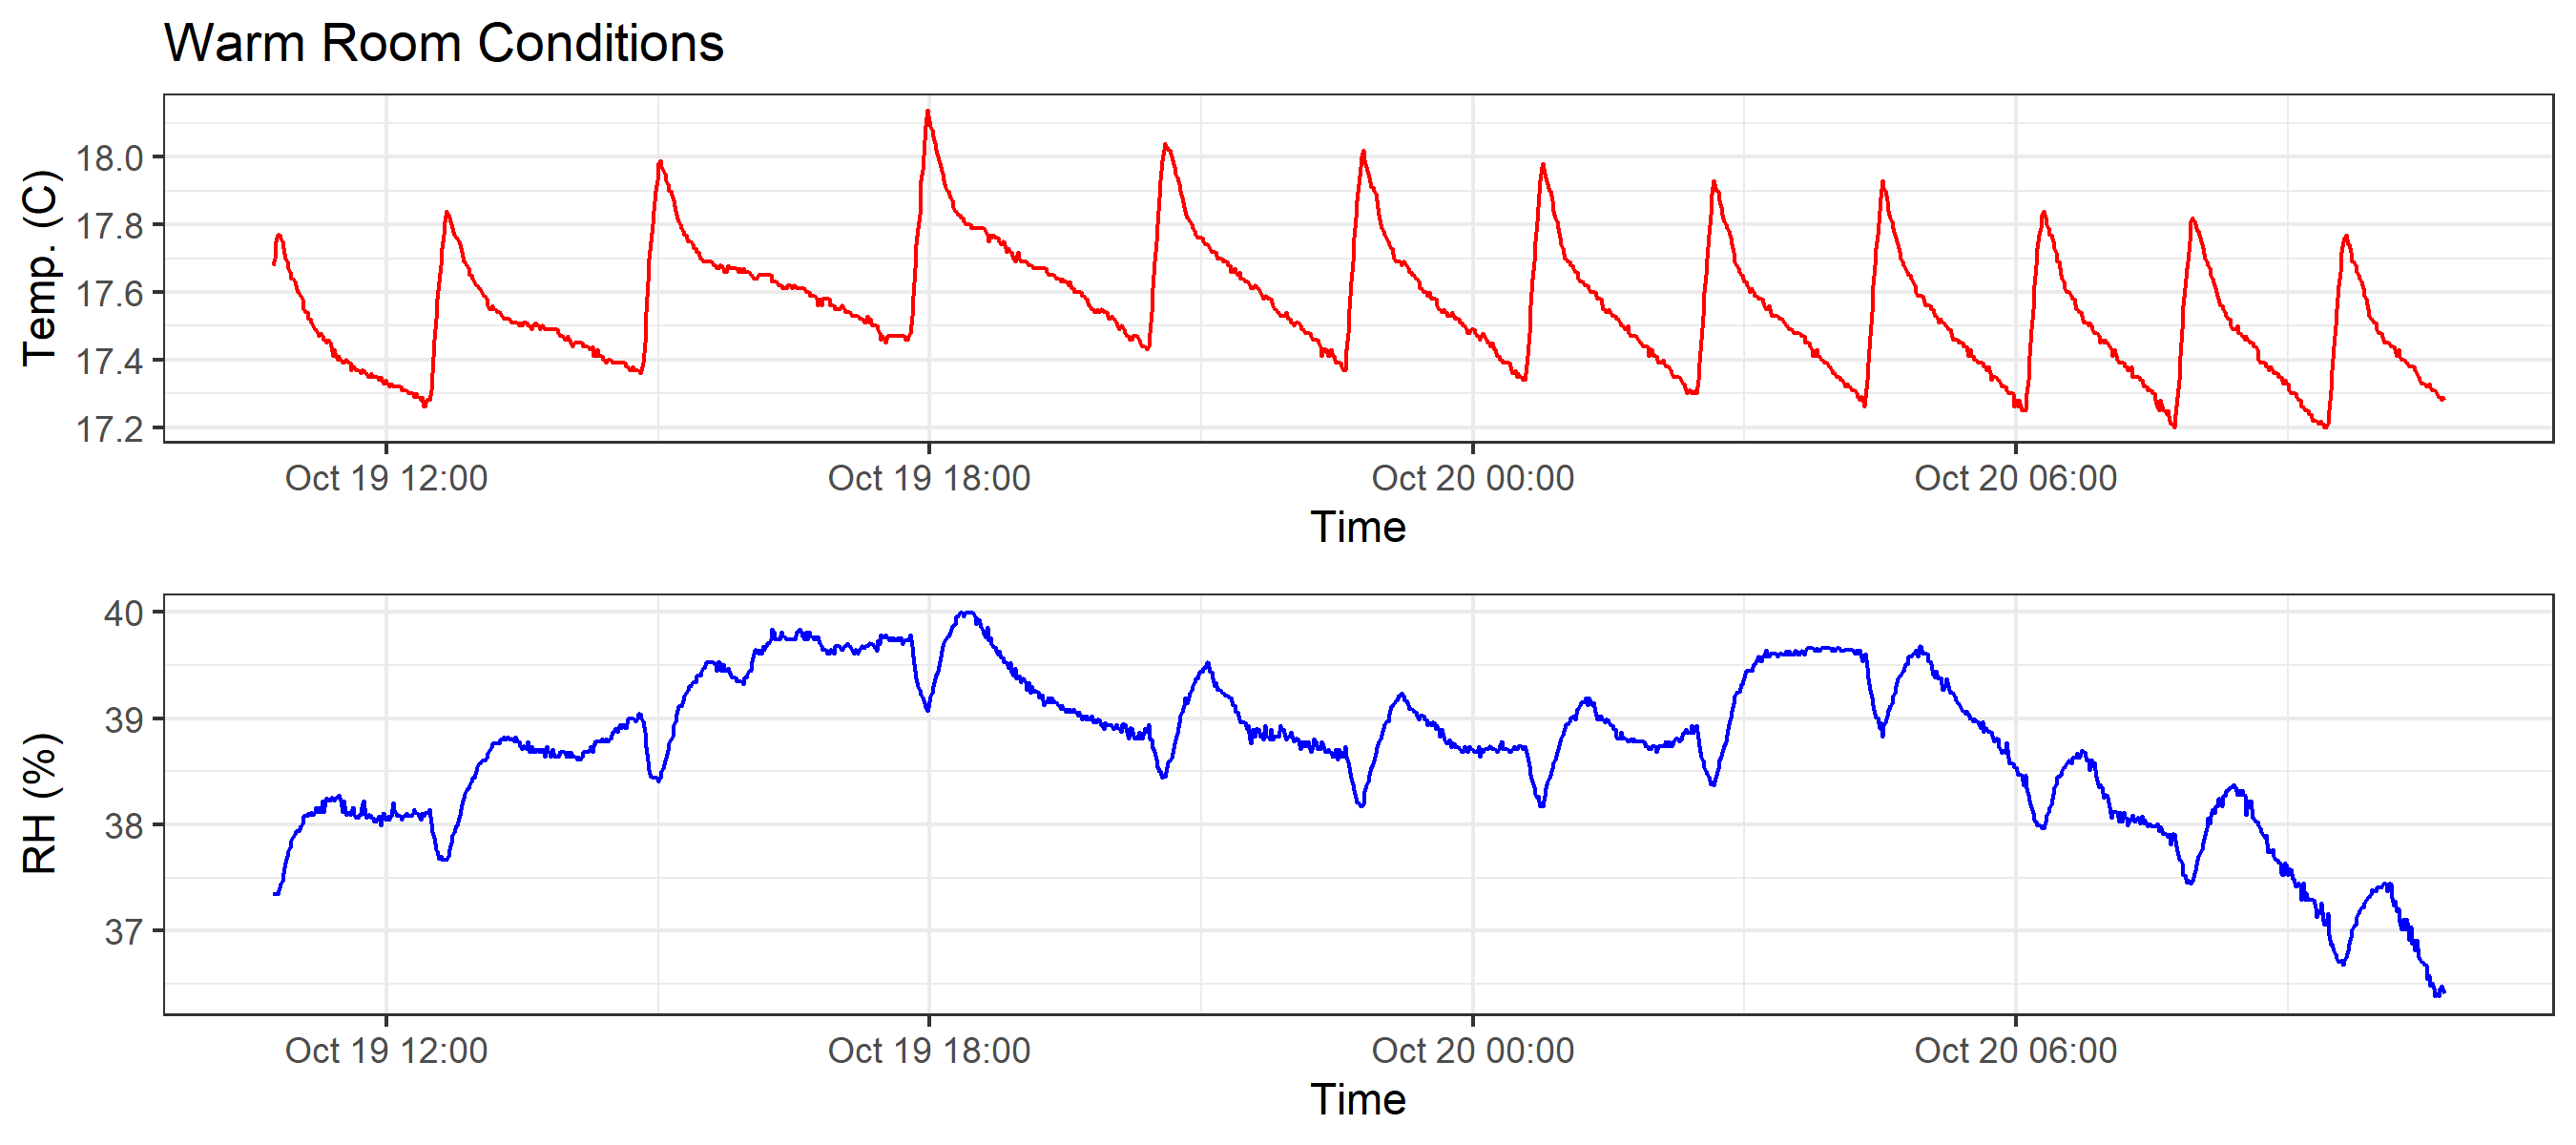 Warm Room Conditions
Temp. (C)
18.0
17.8
17.6
17.4
17.2
Oct 19 12:00 Oct 19 18:00 Oct 20 00:00 Oct 20 06:00
Time
RH (%)
40
39
38
37
Oct 19 12:00 Oct 19 18:00 Oct 20 00:00 Oct 20 06:00
Time